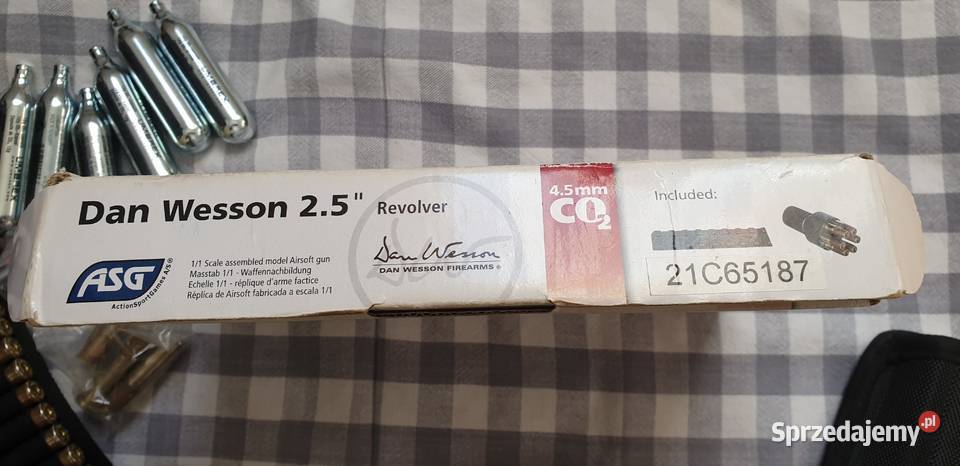 Dan Wesson 2.5" Revolver
ASG
ActionSportGames A/S®
1/1 Scale assembled model Airsoft gun
Masstab 1/1 - Waffennachbildung
Echelle 1/1 - réplique d'arme factice
Réplica de Airsoft fabricada a escala 1/1
Dan Wesson
DAN WESSON FIREARMS®
4.5mm
CO2
Included:
21C65187
Sprzedajemy.pl